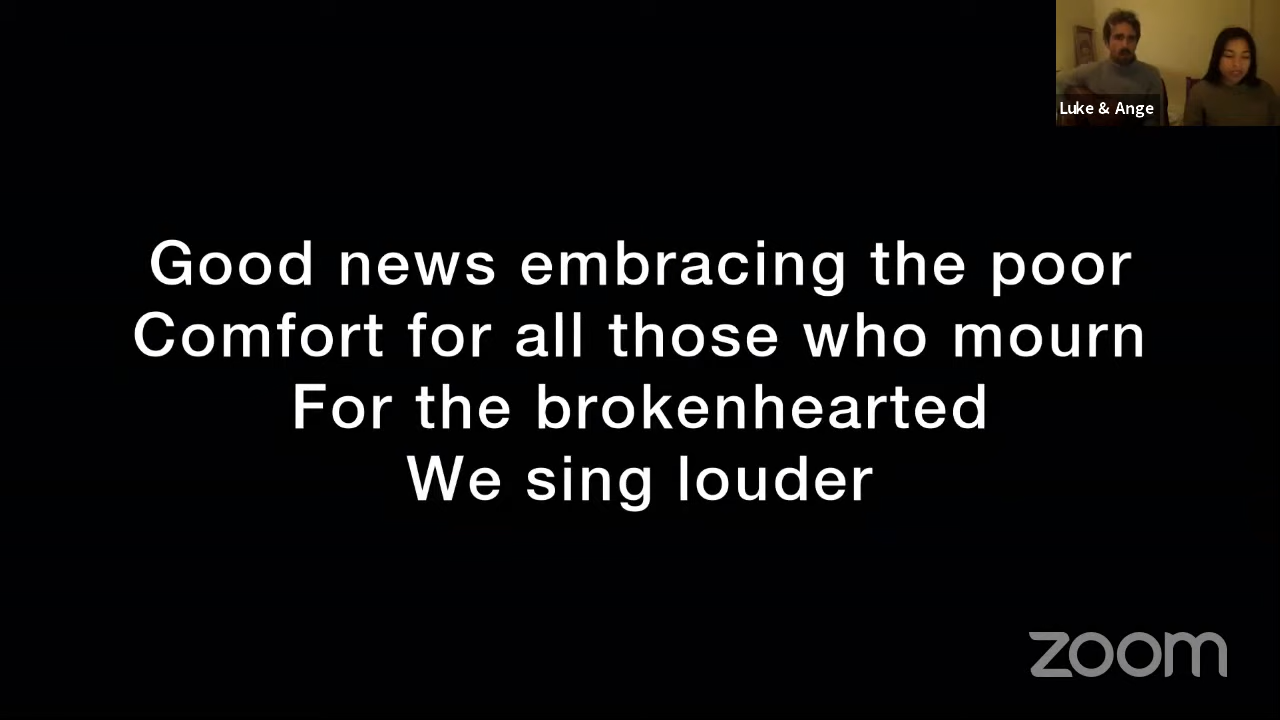 Luke & Ange
Good news embracing the poor
Comfort for all those who mourn
For the brokenhearted
We sing louder
zoom